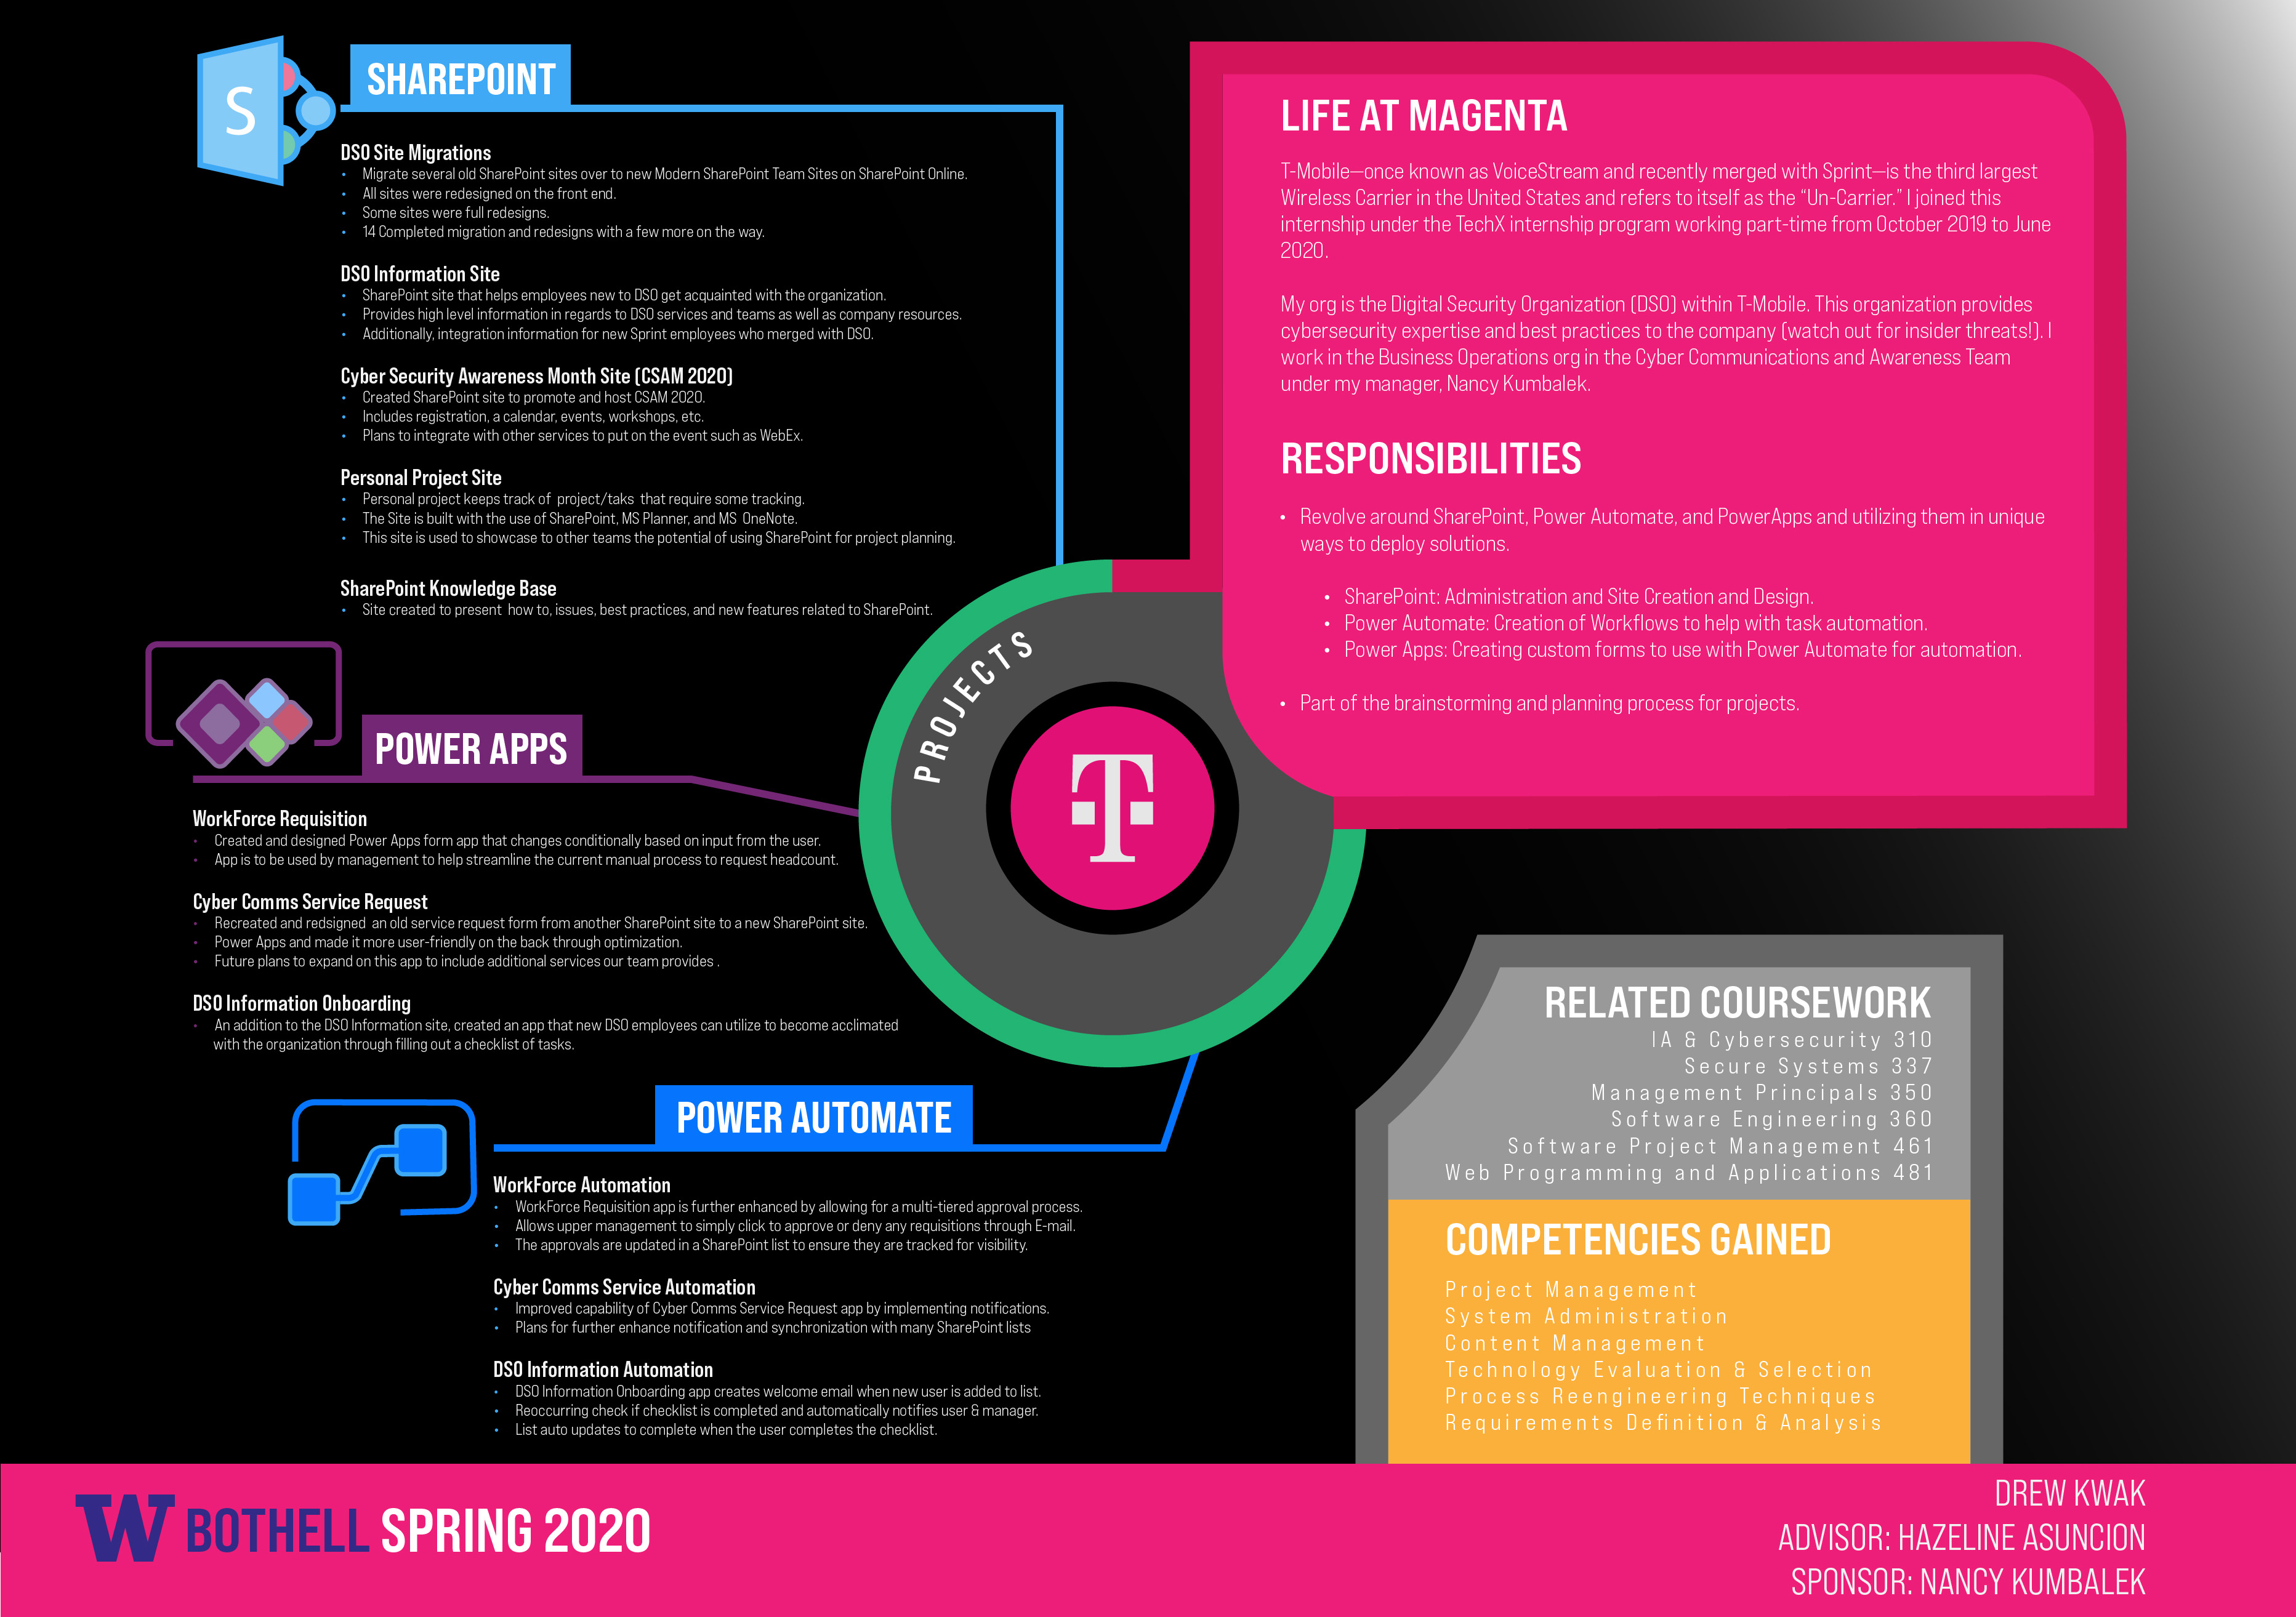 S
SHAREPOINT
DSO Site Migrations
• Migrate several old SharePoint sites over to new Modern SharePoint Team Sites on SharePoint Online.
• All sites were redesigned on the front end.
• Some sites were full redesigns.
• 14 Completed migration and redesigns with a few more on the way.
DSO Information Site
• SharePoint site that helps employees new to DSO get acquainted with the organization.
• Provides high level information in regards to DSO services and teams as well as company resources.
• Additionally, integration information for new Sprint employees who merged with DSO.
Cyber Security Awareness Month Site (CSAM 2020)
• Created SharePoint site to promote and host CSAM 2020.
• Includes registration, a calendar, events, workshops, etc.
• Plans to integrate with other services to put on the event such as WebEx.
Personal Project Site
• Personal project keeps track of project/taks that require some tracking.
• The Site is built with the use of SharePoint, MS Planner, and MS OneNote.
• This site is used to showcase to other teams the potential of using SharePoint for project planning.
SharePoint Knowledge Base
• Site created to present how to, issues, best practices, and new features related to SharePoint.
POWER APPS
WorkForce Requisition
• Created and designed Power Apps form app that changes conditionally based on input from the user.
• App is to be used by management to help streamline the current manual process to request headcount.
Cyber Comms Service Request
• Recreated and redsigned an old service request form from another SharePoint site to a new SharePoint site.
• Power Apps and made it more user-friendly on the back through optimization.
• Future plans to expand on this app to include additional services our team provides .
DSO Information Onboarding
• An addition to the DSO Information site, created an app that new DSO employees can utilize to become acclimated
with the organization through filling out a checklist of tasks.
POWER AUTOMATE
WorkForce Automation
• WorkForce Requisition app is further enhanced by allowing for a multi-tiered approval process.
• Allows upper management to simply click to approve or deny any requisitions through E-mail.
• The approvals are updated in a SharePoint list to ensure they are tracked for visibility.
Cyber Comms Service Automation
• Improved capability of Cyber Comms Service Request app by implementing notifications.
• Plans for further enhance notification and synchronization with many SharePoint lists
DSO Information Automation
• DSO Information Onboarding app creates welcome email when new user is added to list.
• Reoccurring check if checklist is completed and automatically notifies user & manager.
• List auto updates to complete when the user completes the checklist.
PROJECTS
T
LIFE AT MAGENTA
T-Mobile—once known as VoiceStream and recently merged with Sprint—is the third largest
Wireless Carrier in the United States and refers to itself as the “Un-Carrier.” I joined this
internship under the TechX internship program working part-time from October 2019 to June
2020.
My org is the Digital Security Organization (DSO) within T-Mobile. This organization provides
cybersecurity expertise and best practices to the company (watch out for insider threats!). I
work in the Business Operations org in the Cyber Communications and Awareness Team
under my manager, Nancy Kumbalek.
RESPONSIBILITIES
• Revolve around SharePoint, Power Automate, and PowerApps and utilizing them in unique
ways to deploy solutions.
• SharePoint: Administration and Site Creation and Design.
• Power Automate: Creation of Workflows to help with task automation.
• Power Apps: Creating custom forms to use with Power Automate for automation.
• Part of the brainstorming and planning process for projects.
RELATED COURSEWORK
IA & Cybersecurity 310
Secure Systems 337
Management Principals 350
Software Engineering 360
Software Project Management 461
Web Programming and Applications 481
COMPETENCIES GAINED
Project Management
System Administration
Content Management
Technology Evaluation & Selection
Process Reengineering Techniques
Requirements Definition & Analysis
W BOTHELL SPRING 2020
DREW KWAK
ADVISOR: HAZELINE ASUNCION
SPONSOR: NANCY KUMBALEK